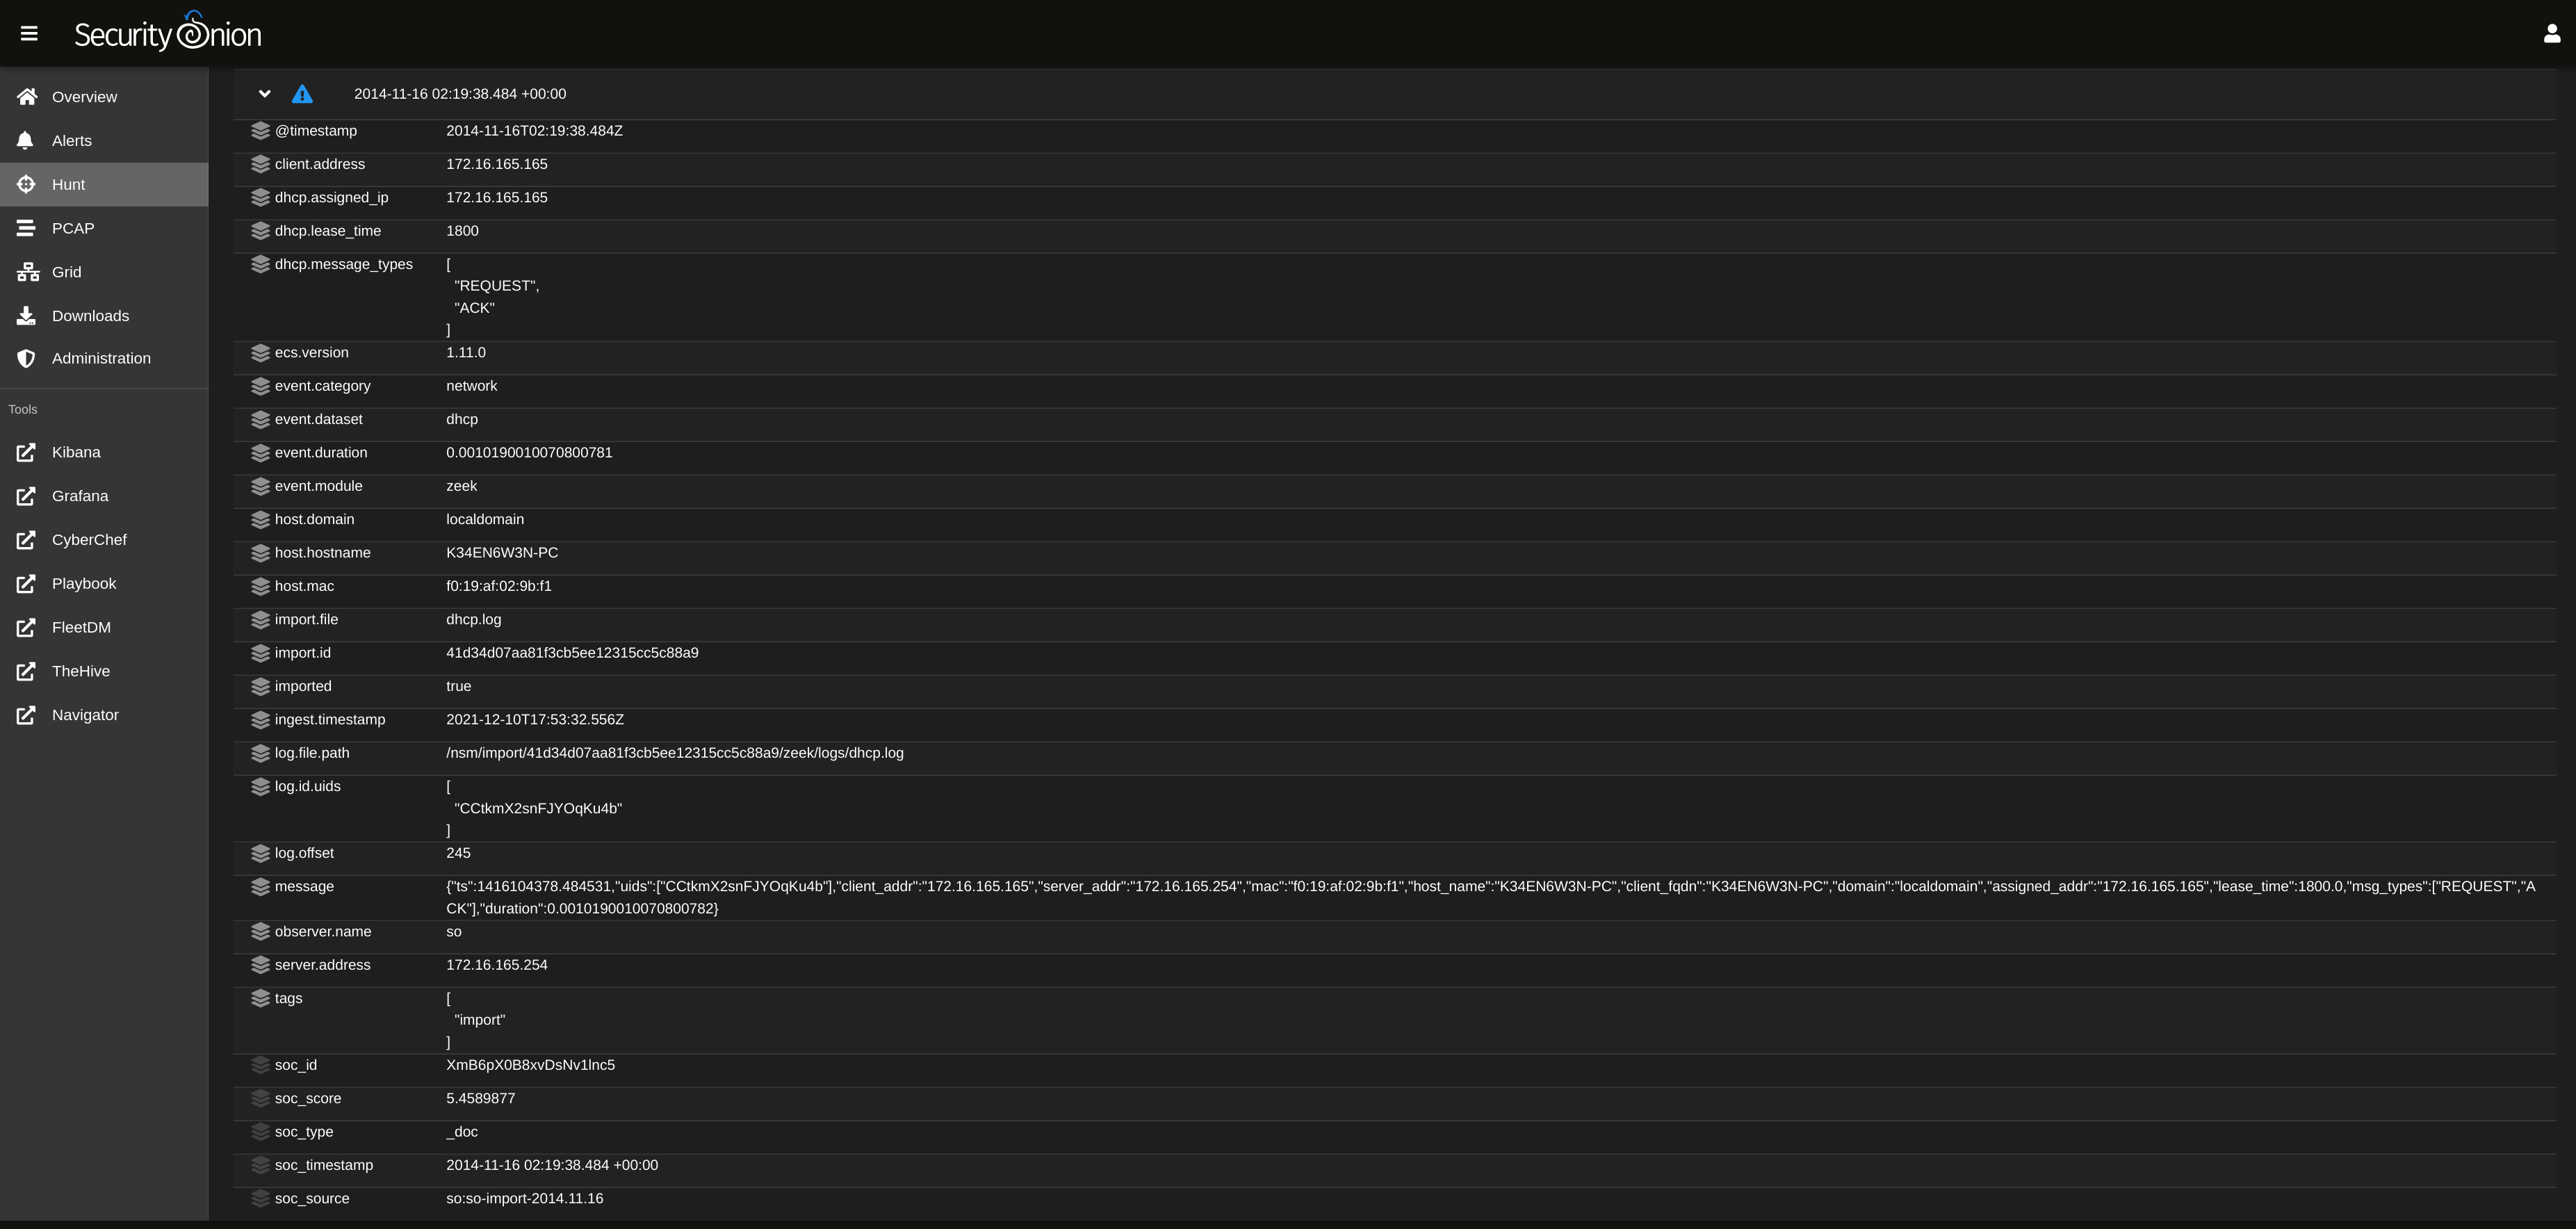 Security Onion
Overview
Alerts
Hunt
PCAP
Grid
Downloads
Administration
Tools
Kibana
Grafana
CyberChef
Playbook
FleetDM
TheHive
Navigator
2014-11-16 02:19:38.484 +00:00
@timestamp 2014-11-16T02:19:38.484Z
client.address 172.16.165.165
dhcp.assigned_ip 172.16.165.165
dhcp.lease_time 1800
dhcp.message_types [
"REQUEST",
"ACK"
]
ecs.version 1.11.0
event.category network
event.dataset dhcp
event.duration 0.0010190010070800781
event.module zeek
host.domain localdomain
host.hostname K34EN6W3N-PC
host.mac f0:19:af:02:9b:f1
import.file dhcp.log
import.id 41d34d07aa81f3cb5ee12315cc5c88a9
imported true
ingest.timestamp 2021-12-10T17:53:32.556Z
log.file.path /nsm/import/41d34d07aa81f3cb5ee12315cc5c88a9/zeek/logs/dhcp.log
log.id.uids [
"CCtkmX2snFJYOqKu4b"
]
log.offset 245
message {"ts":1416104378.484531,"uids":["CCtkmX2snFJYOqKu4b"],"client_addr":"172.16.165.165","server_addr":"172.16.165.254","mac":"f0:19:af:02:9b:f1","host_name":"K34EN6W3N-PC","client_fqdn":"K34EN6W3N-PC","domain":"localdomain","assigned_addr":"172.16.165.165","lease_time":1800.0,"msg_types":["REQUEST","A
CK"],"duration":0.0010190010070800782}
observer.name so
server.address 172.16.165.254
tags [
"import"
]
soc_id XmB6pX0B8xvDsNv1lnc5
soc_score 5.4589877
soc_type _doc
soc_timestamp 2014-11-16 02:19:38.484 +00:00
soc_source so:so-import-2014.11.16